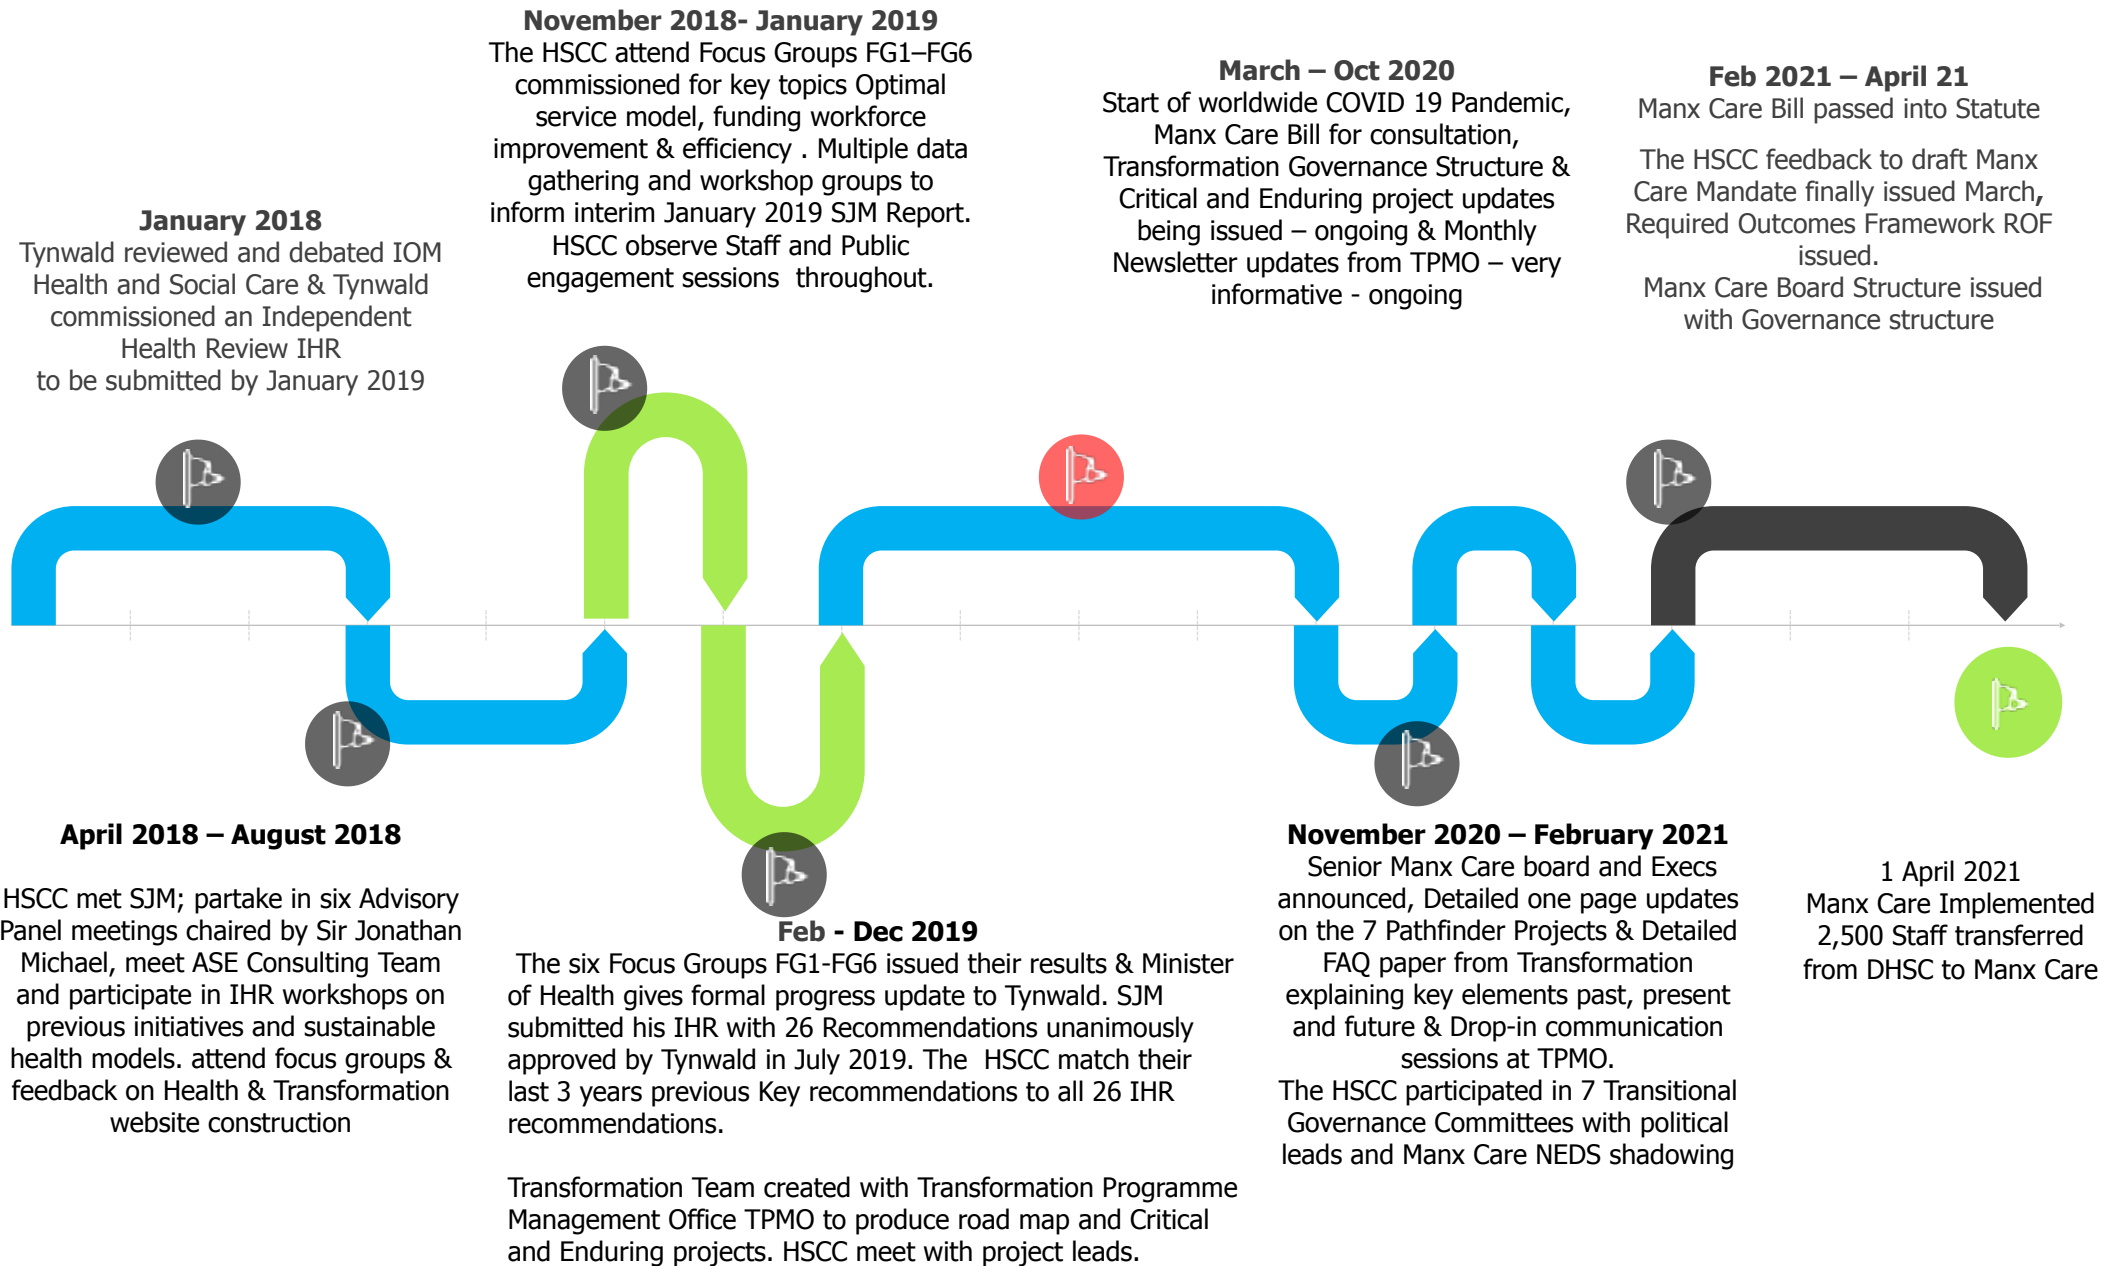 January 2018
Tynwald reviewed and debated IOM
Health and Social Care & Tynwald
commissioned an Independent
Health Review IHR
to be submitted by January 2019
April 2018 – August 2018
HSCC met SJM; partake in six Advisory
Panel meetings chaired by Sir Jonathan
Michael, meet ASE Consulting Team
and participate in IHR workshops on
previous initiatives and sustainable
health models. attend focus groups &
feedback on Health & Transformation
website construction
November 2018- January 2019
The HSCC attend Focus Groups FG1–FG6
commissioned for key topics Optimal
service model, funding workforce
improvement & efficiency . Multiple data
gathering and workshop groups to
inform interim January 2019 SJM Report.
HSCC observe Staff and Public
engagement sessions throughout.
Feb - Dec 2019
The six Focus Groups FG1-FG6 issued their results & Minister
of Health gives formal progress update to Tynwald. SJM
submitted his IHR with 26 Recommendations unanimously
approved by Tynwald in July 2019. The HSCC match their
last 3 years previous Key recommendations to all 26 IHR
recommendations.
Transformation Team created with Transformation Programme
Management Office TPMO to produce road map and Critical
and Enduring projects. HSCC meet with project leads.
March – Oct 2020
Start of worldwide COVID 19 Pandemic,
Manx Care Bill for consultation,
Transformation Governance Structure &
Critical and Enduring project updates
being issued – ongoing & Monthly
Newsletter updates from TPMO – very
informative - ongoing
November 2020 – February 2021
Senior Manx Care board and Execs
announced, Detailed one page updates
on the 7 Pathfinder Projects & Detailed
FAQ paper from Transformation
explaining key elements past, present
and future & Drop-in communication
sessions at TPMO.
The HSCC participated in 7 Transitional
Governance Committees with political
leads and Manx Care NEDS shadowing
Feb 2021 – April 21
Manx Care Bill passed into Statute
The HSCC feedback to draft Manx
Care Mandate finally issued March,
Required Outcomes Framework ROF
issued.
Manx Care Board Structure issued
with Governance structure
1 April 2021
Manx Care Implemented
2,500 Staff transferred
from DHSC to Manx Care